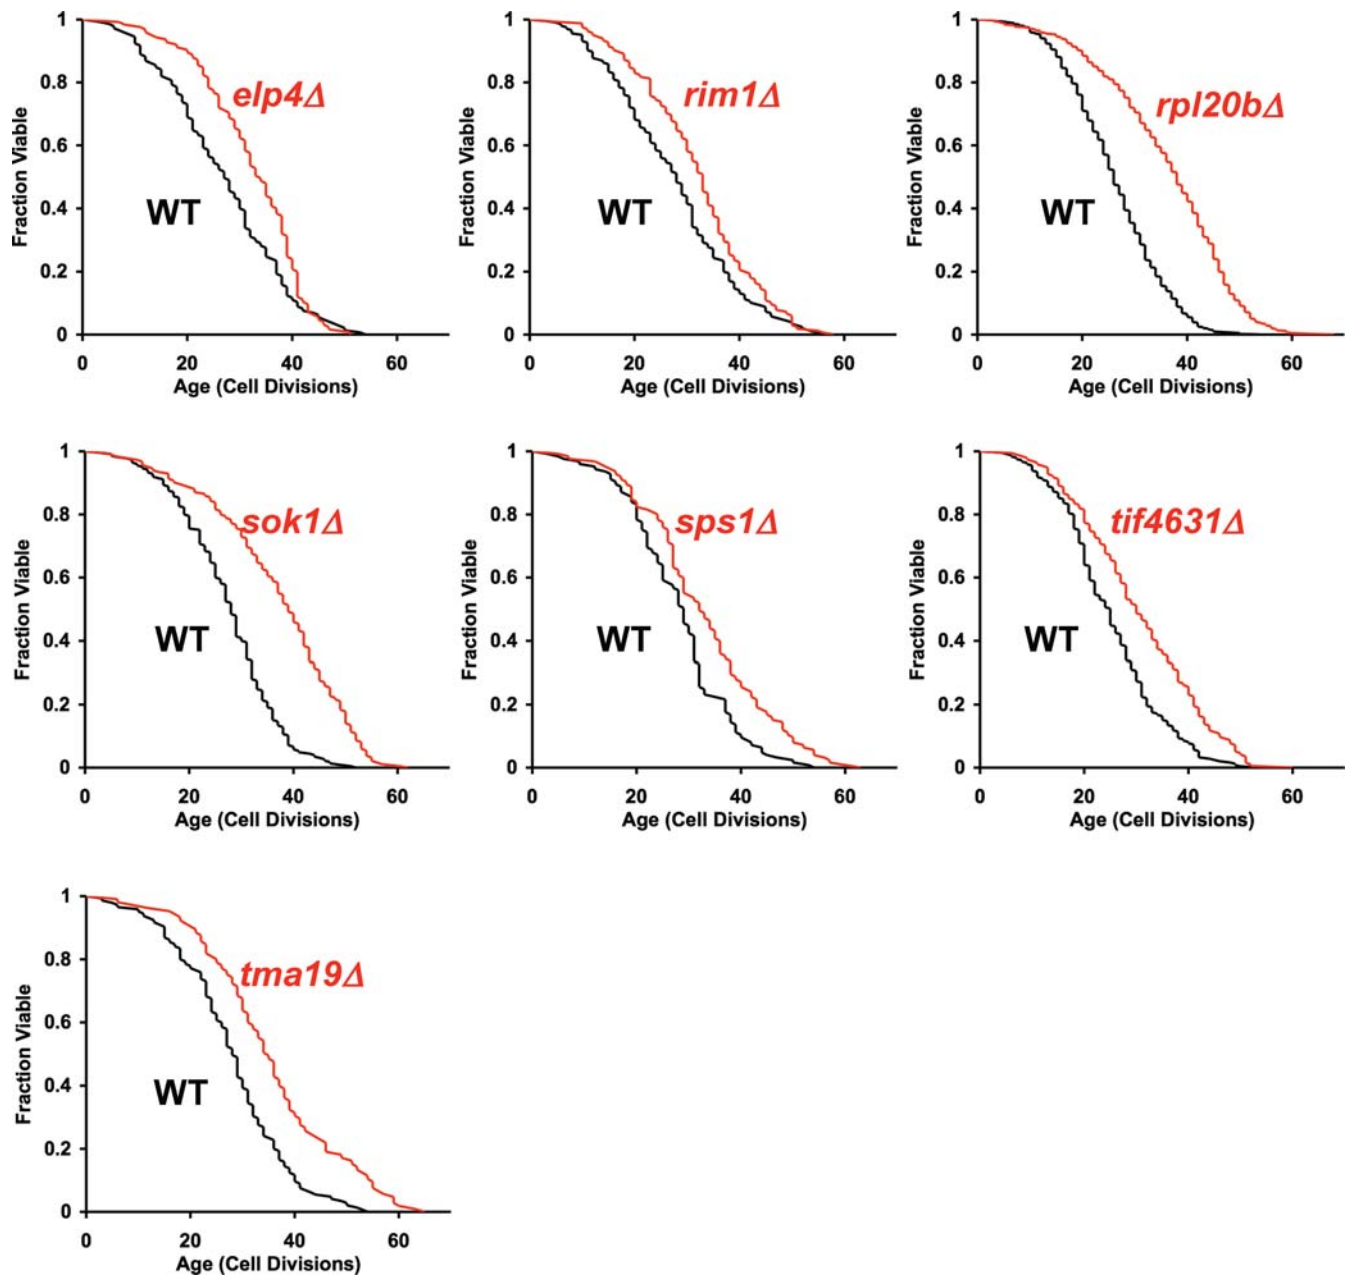 1
0.8
0.6
0.4
0.2
0
Fraction Viable
elp4Δ
WT
0 20 40 60
Age (Cell Divisions)
1
0.8
0.6
0.4
0.2
0
Fraction Viable
rim1Δ
WT
0 20 40 60
Age (Cell Divisions)
1
0.8
0.6
0.4
0.2
0
Fraction Viable
rpl20bΔ
WT
0 20 40 60
Age (Cell Divisions)
1
0.8
0.6
0.4
0.2
0
Fraction Viable
sok1Δ
WT
0 20 40 60
Age (Cell Divisions)
1
0.8
0.6
0.4
0.2
0
Fraction Viable
sps1Δ
WT
0 20 40 60
Age (Cell Divisions)
1
0.8
0.6
0.4
0.2
0
Fraction Viable
tif4631Δ
WT
0 20 40 60
Age (Cell Divisions)
1
0.8
0.6
0.4
0.2
0
Fraction Viable
tma19Δ
WT
0 20 40 60
Age (Cell Divisions)